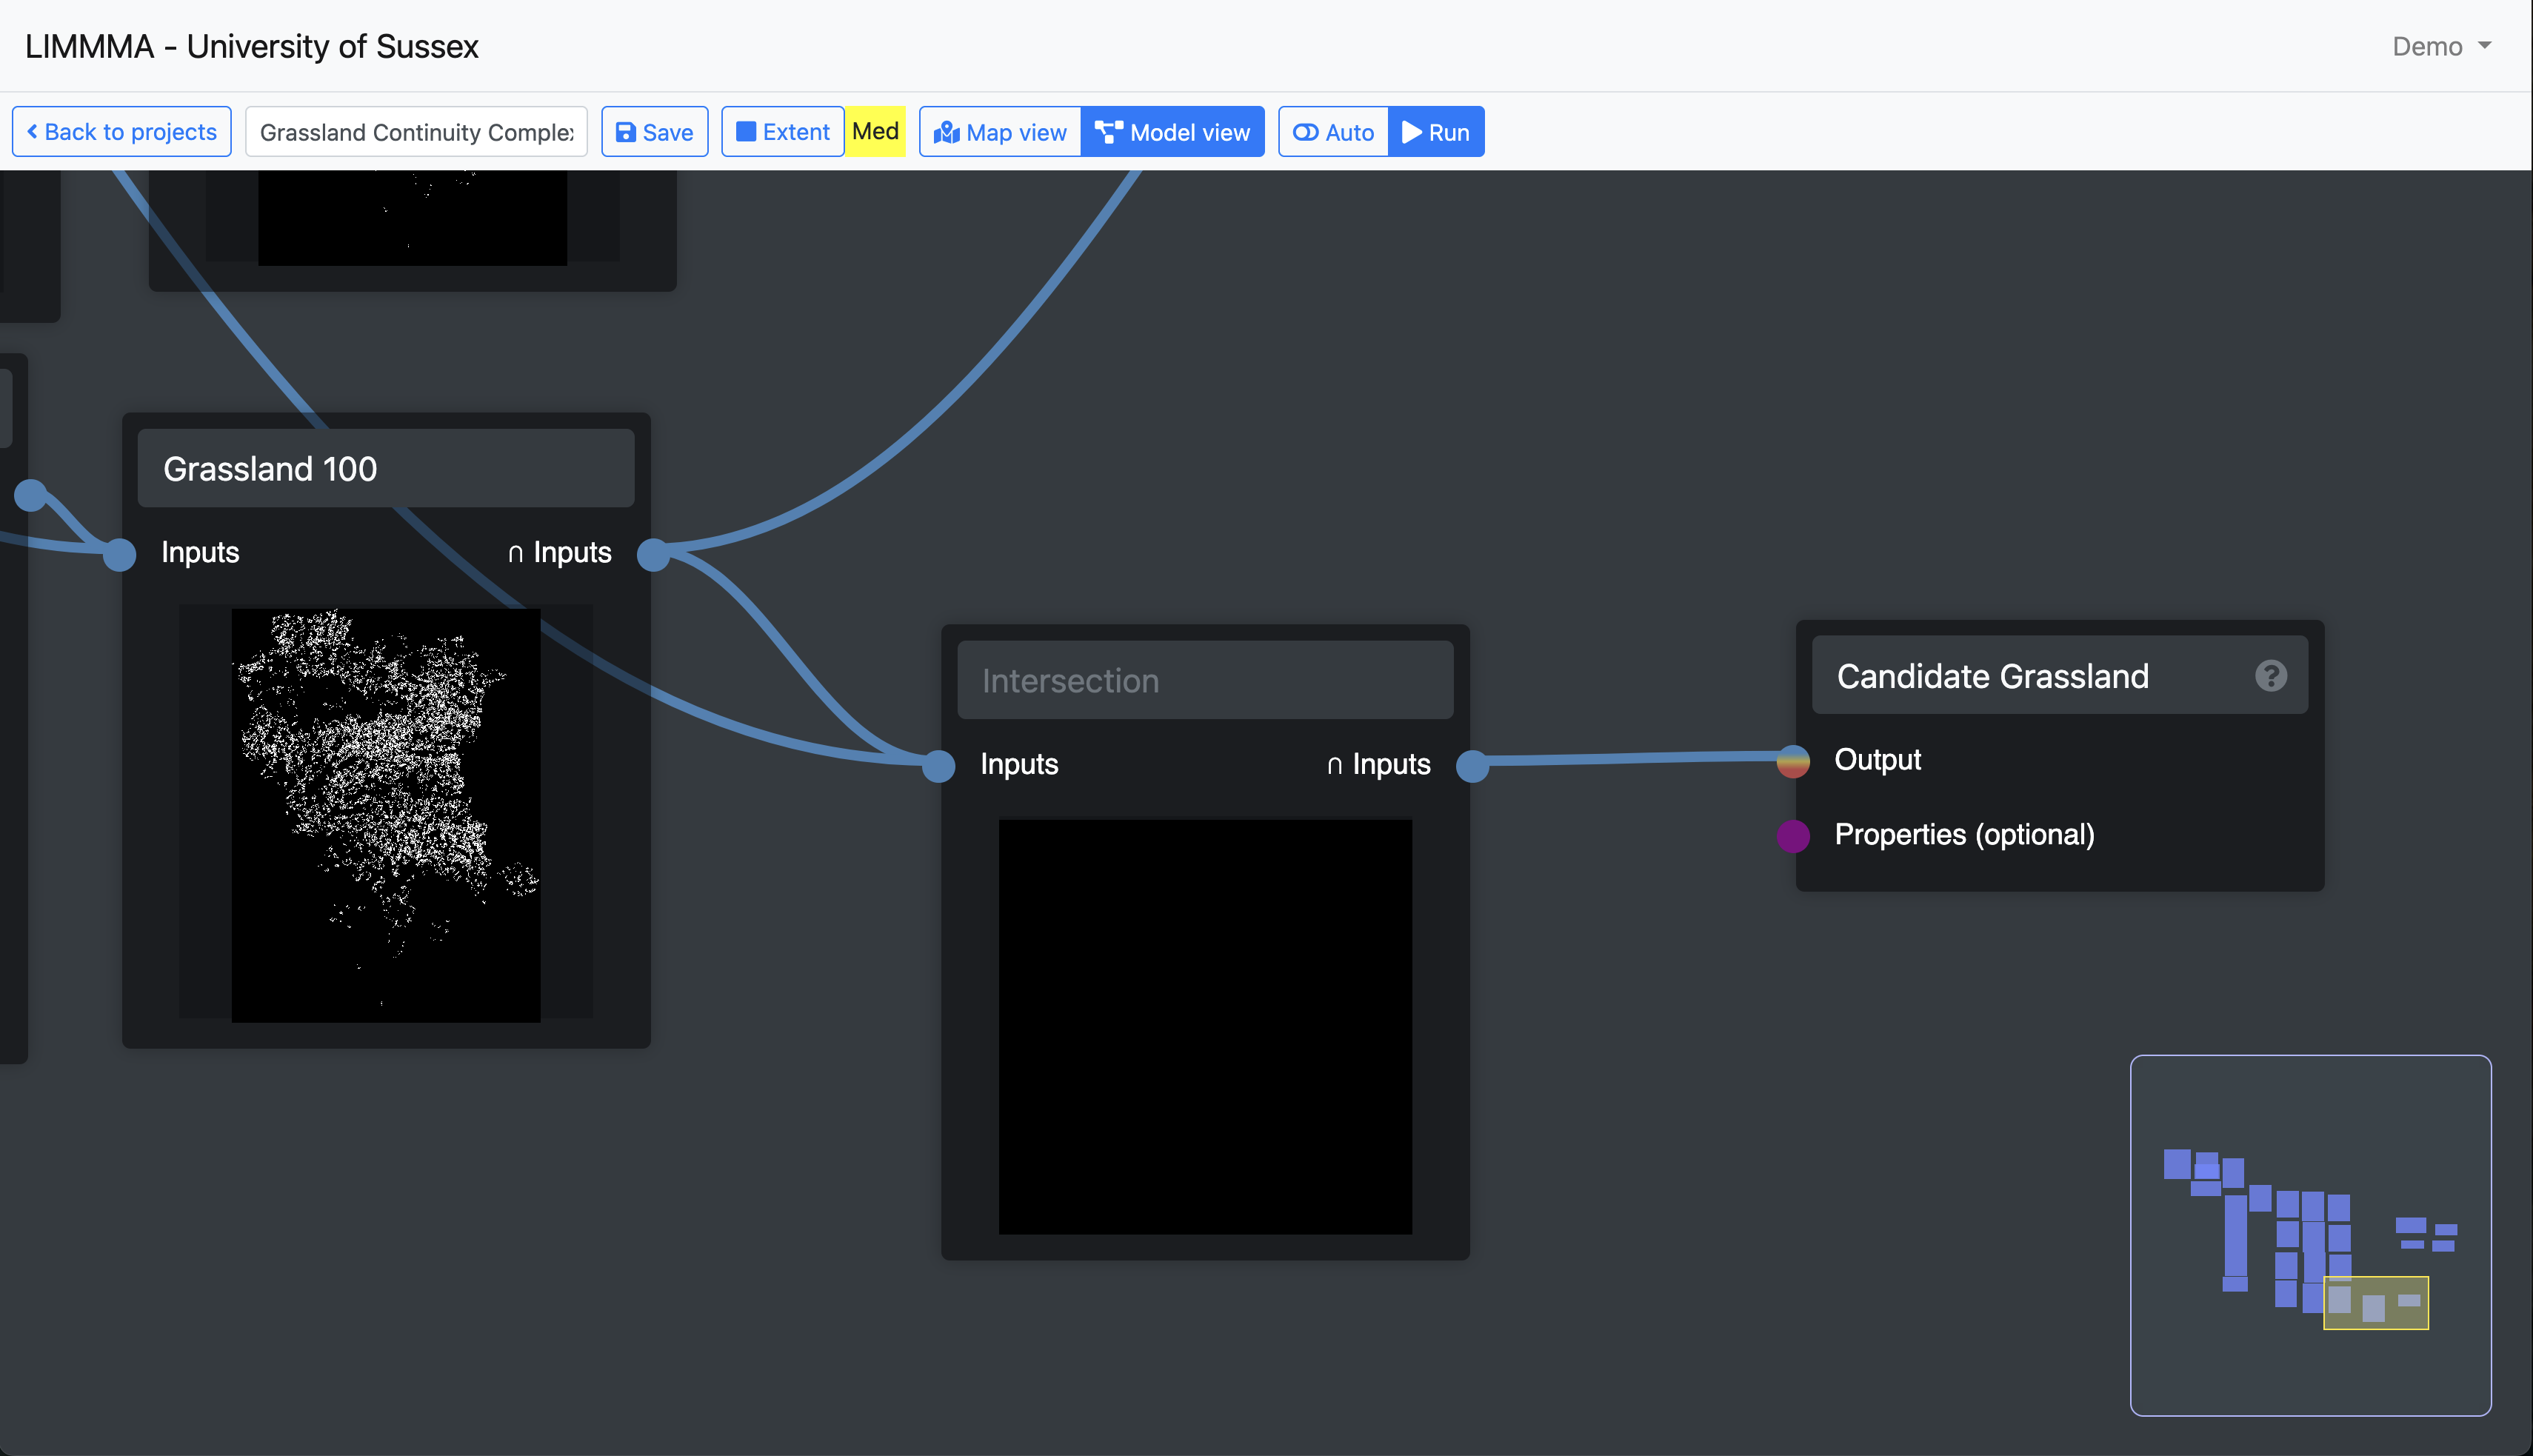 LIMMMA - University of Sussex
Demo
Back to projects
Grassland Continuity Complex
Save
Extent
Med
Map view
Model view
Auto
Run
Grassland 100
Inputs
∩ Inputs
Intersection
Inputs
∩ Inputs
Candidate Grassland
?
Output
Properties (optional)